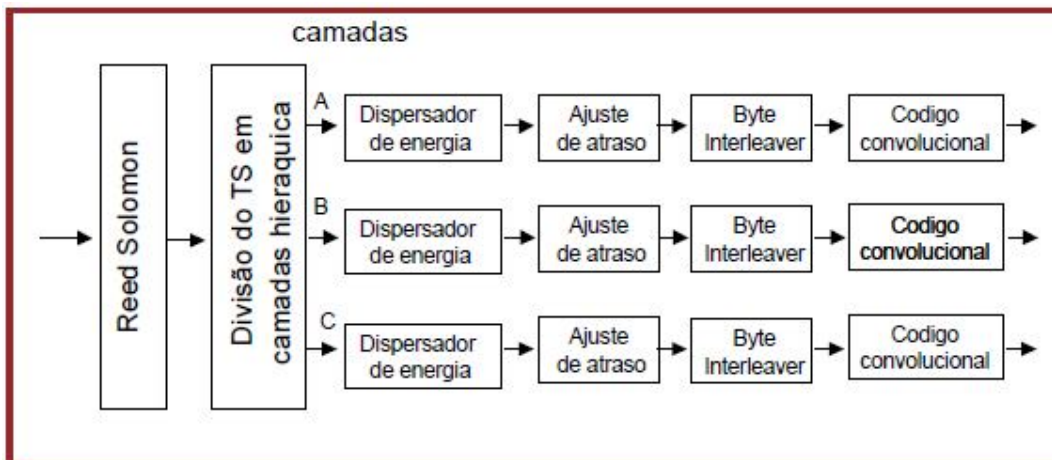 camadas
Reed Solomon
Divisão do TS em
camadas hieraquica
A
Dispersador
de energia
Ajuste
de atraso
Byte
Interleaver
Codigo
convolucional
B
Dispersador
de energia
Ajuste
de atraso
Byte
Interleaver
Codigo
convolucional
C
Dispersador
de energia
Ajuste
de atraso
Byte
Interleaver
Codigo
convolucional